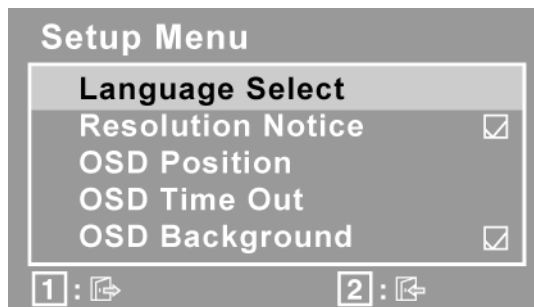 Setup Menu
Language Select
Resolution Notice
OSD Position
OSD Time Out
OSD Background
1 : 2 :